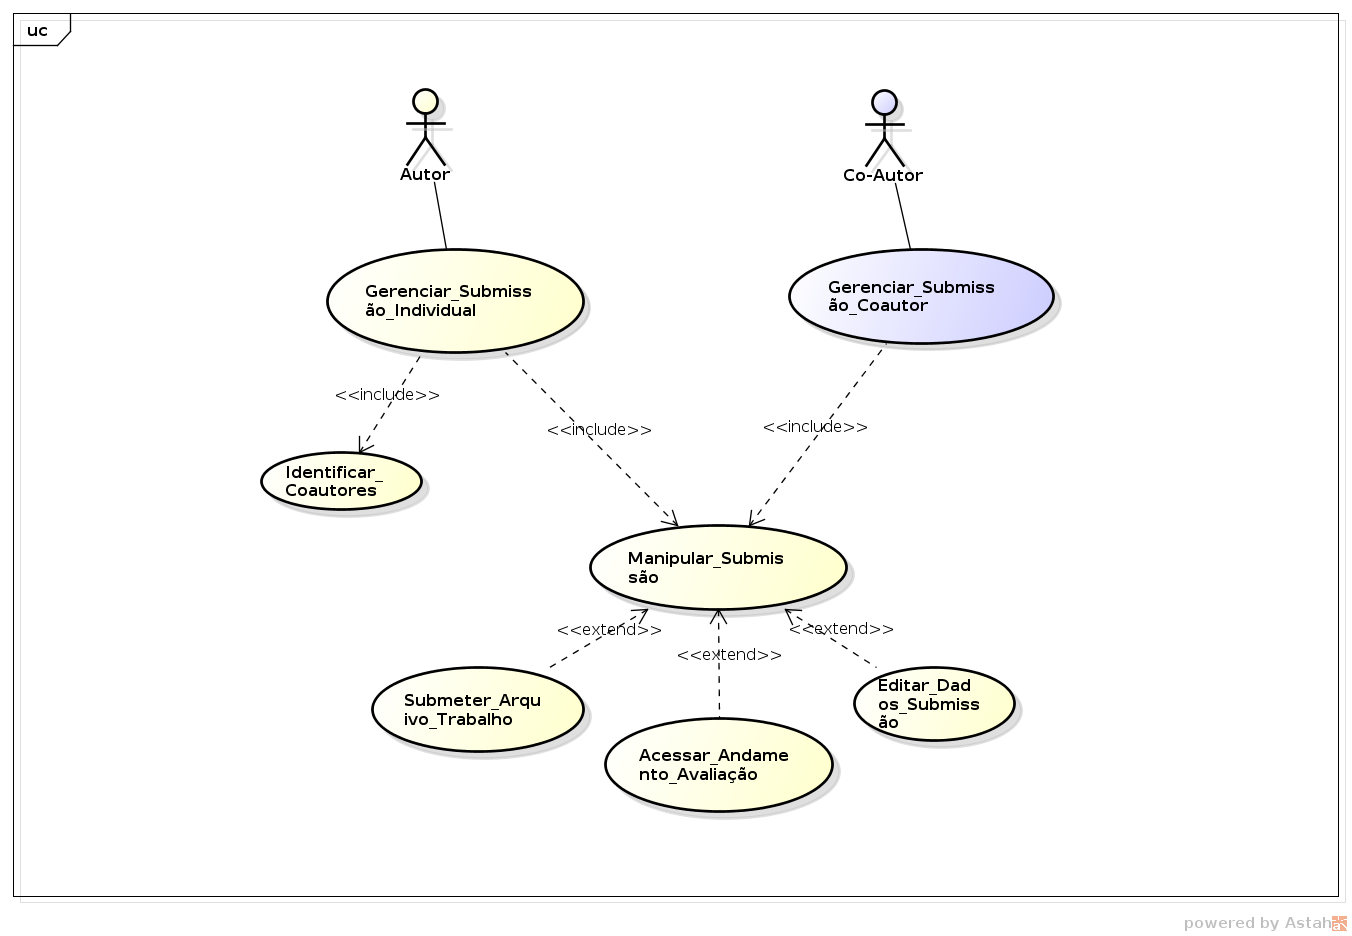 uc
Autor
Co-Autor
Gerenciar_Submiss
ão_Individual
Gerenciar_Submiss
ão_Coautor
<<include>>
<<include>>
<<include>>
Identificar_
Coautores
Manipular_Submis
são
<<extend>>
<<extend>>
<<extend>>
Submeter_Arqu
ivo_Trabalho
Acessar_Andame
nto_Avaliação
Editar_Dad
os_Submiss
ão
powered by Astah